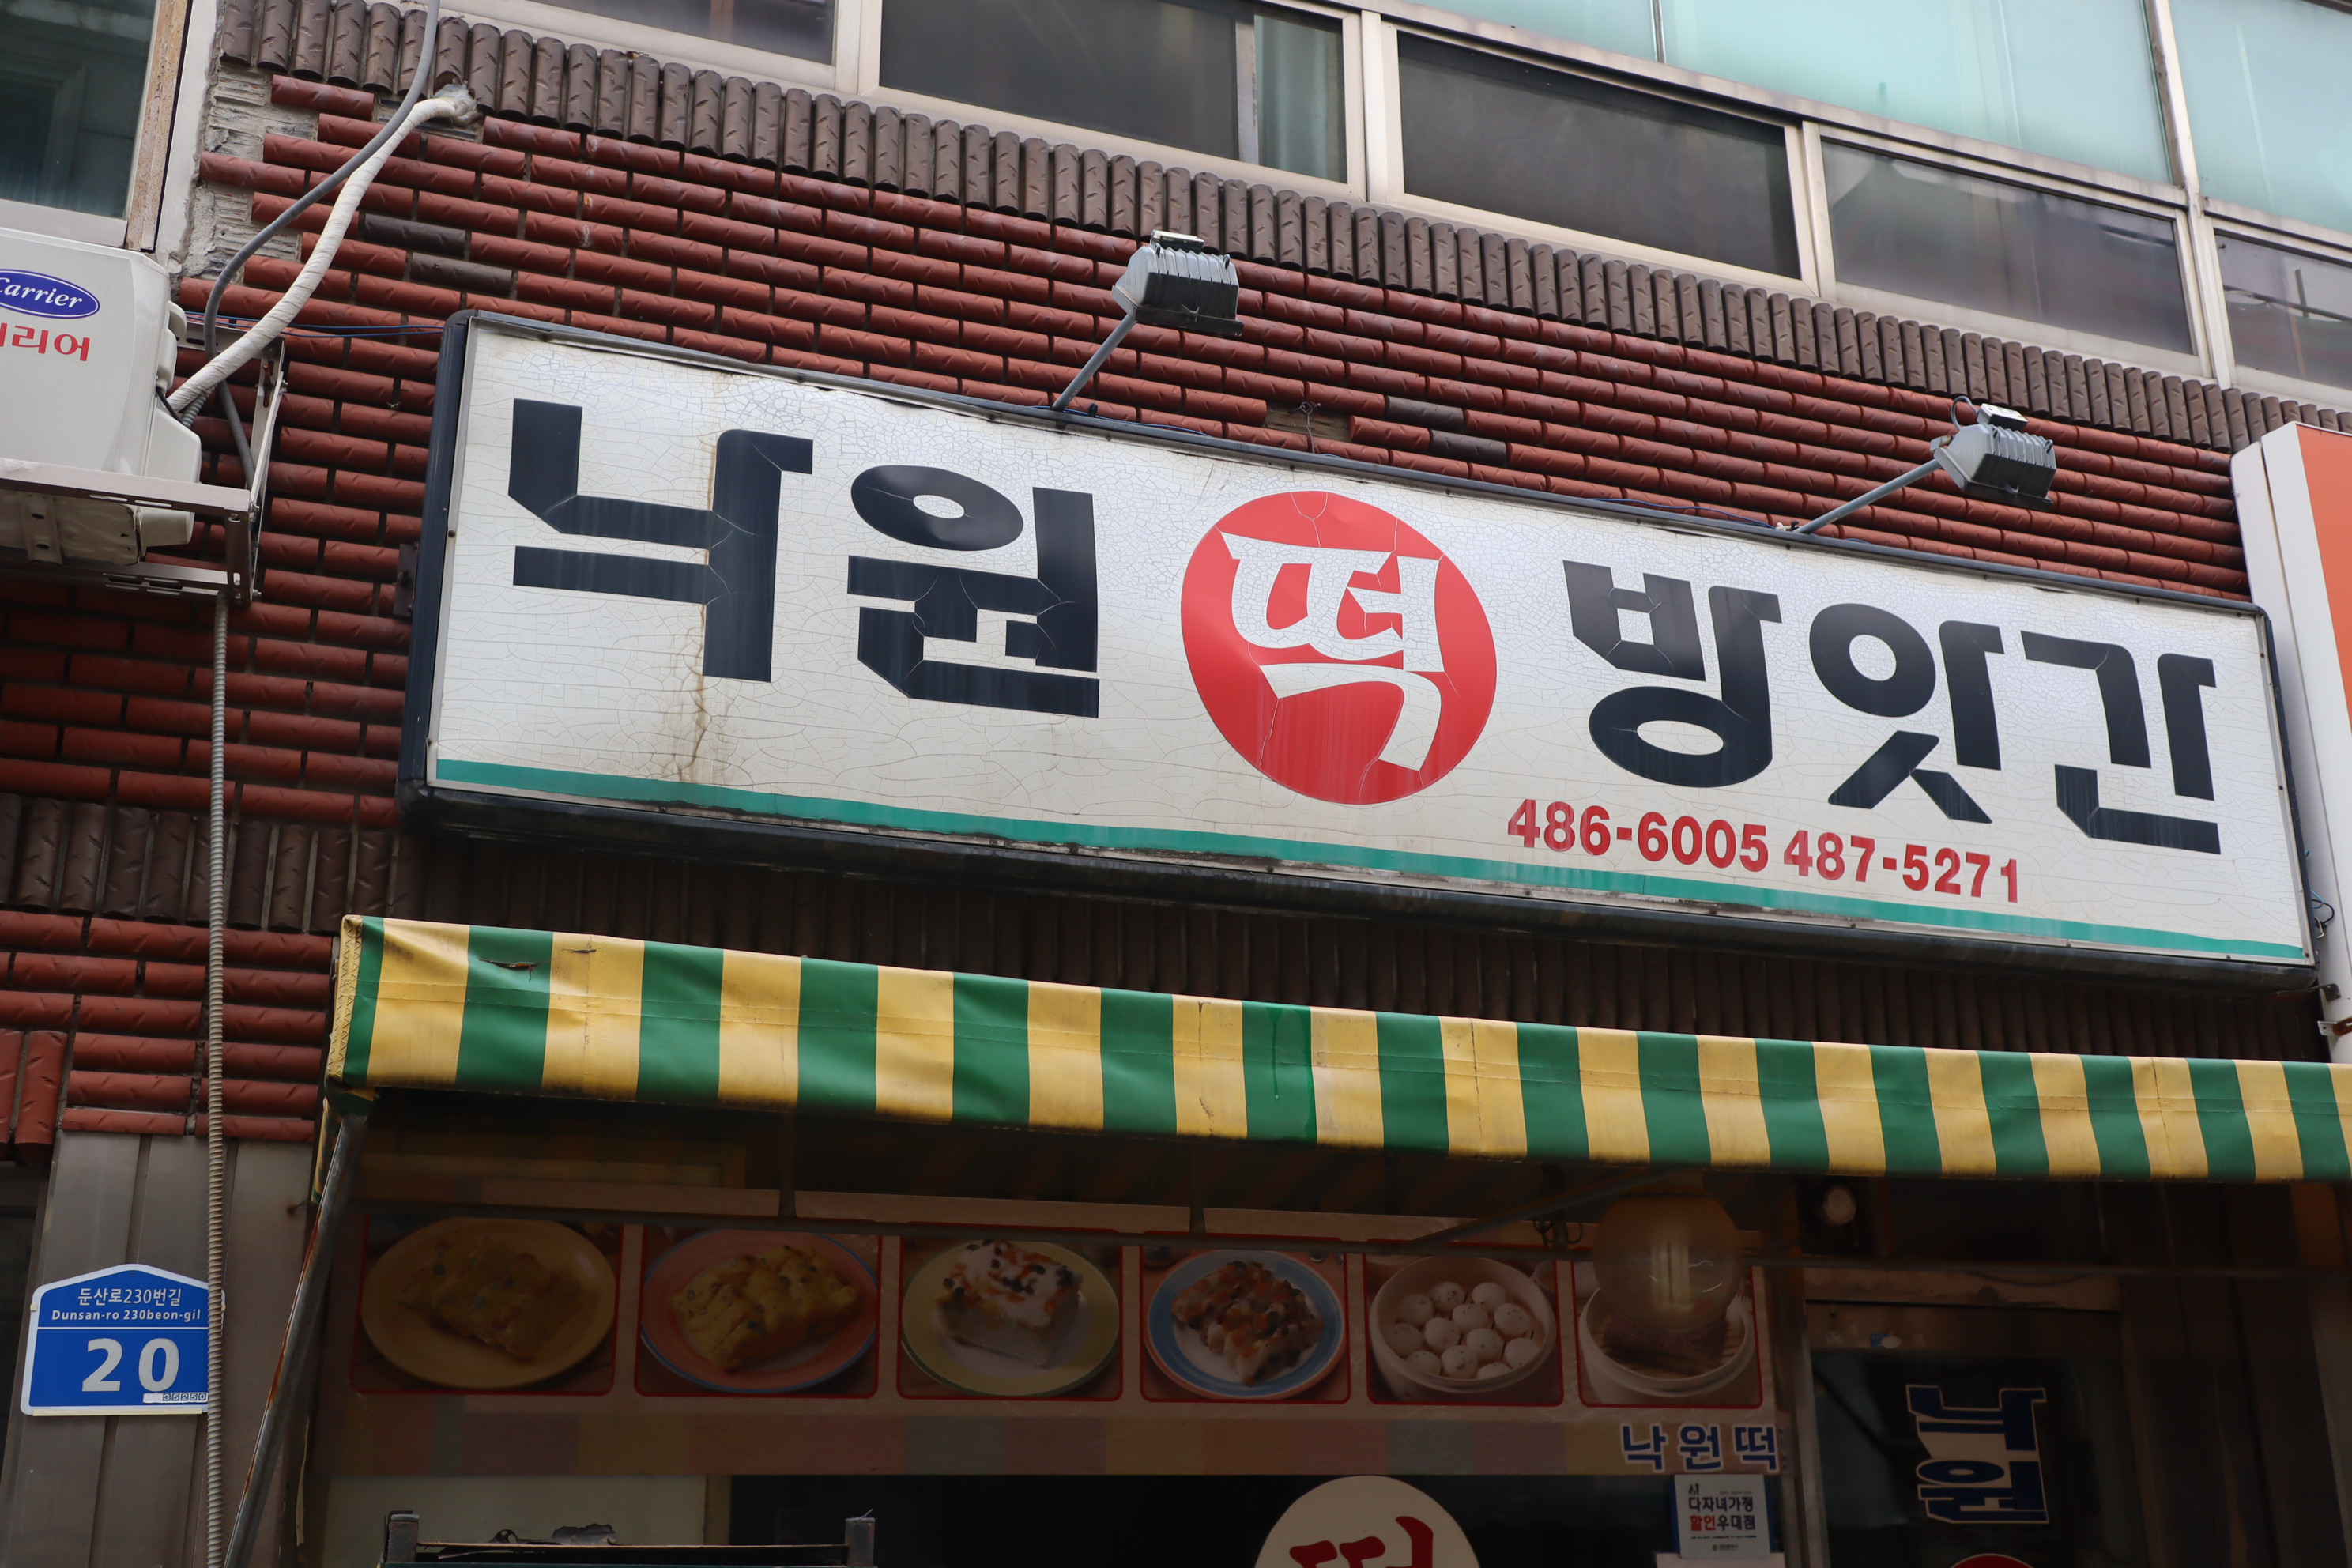 Carrier
리어
낙원 떡 방앗간
486-6005 487-5271
둔산로230번길
Dunsan-ro 230beon-gil
20
낙원떡
낙원
다자녀가정
할인우대점
떡